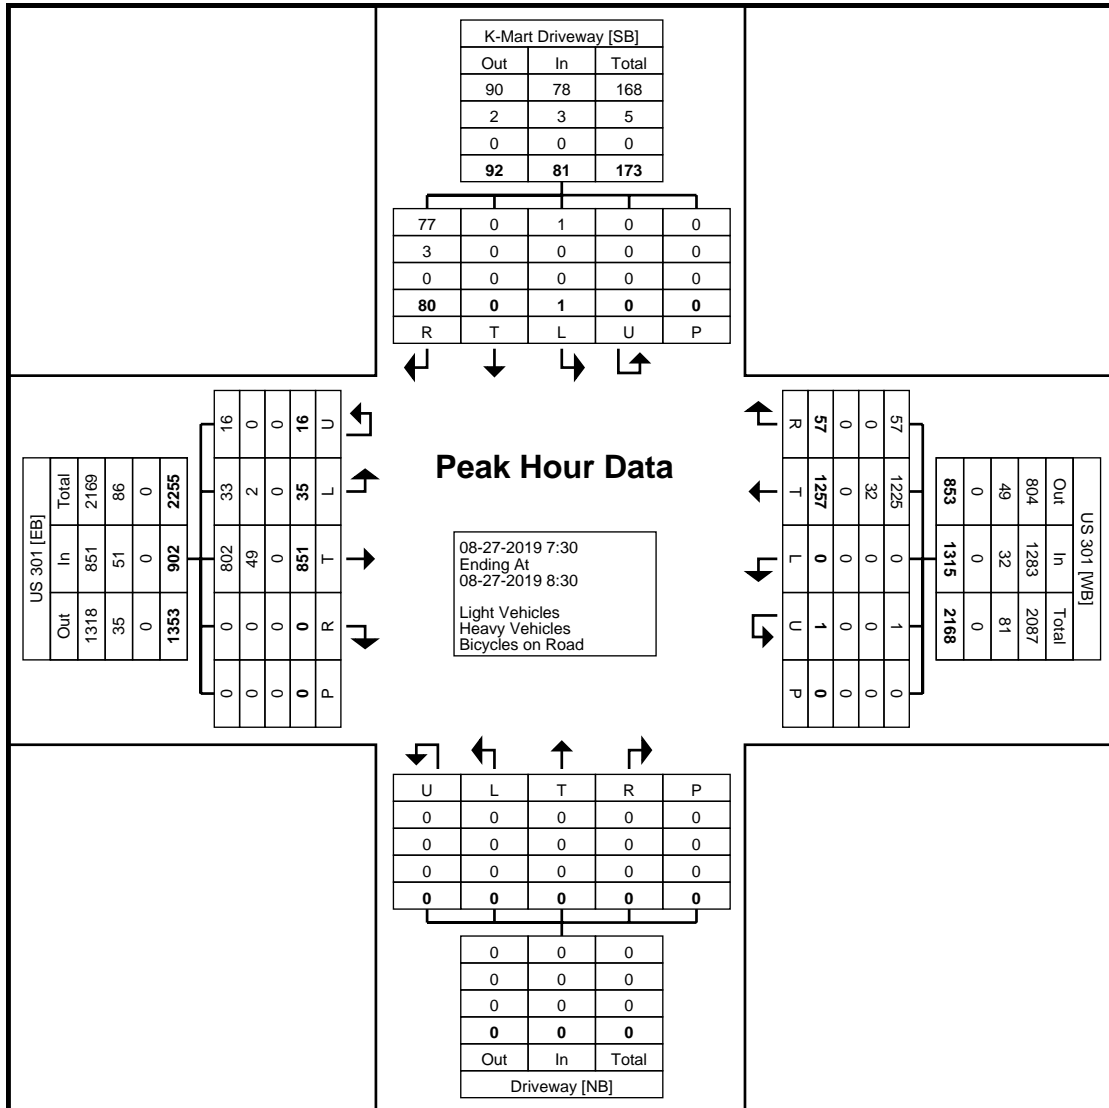 K-Mart Driveway [SB]
Out In Total
90 78 168
2 3 5
0 0 0
92 81 173
77 0 1 0 0
3 0 0 0 0
0 0 0 0 0
80 0 1 0 0
R T L U P
US 301 [EB]
Total In Out
2169 851 1318
86 51 35
0 0 0
2255 902 1353
16 33 802 0 0
0 2 49 0 0
0 0 0 0 0
16 35 851 0 0
U L T R P
Peak Hour Data
08-27-2019 7:30
Ending At
08-27-2019 8:30
Light Vehicles
Heavy Vehicles
Bicycles on Road
R T L U P
57 1257 0 1 0
0 0 0 0 0
0 32 0 0 0
57 1225 0 1 0
853 1315 2168
0 0 0
49 32 81
804 1283 2087
Out In Total
US 301 [WB]
U L T R P
0 0 0 0 0
0 0 0 0 0
0 0 0 0 0
0 0 0 0 0
0 0 0
0 0 0
0 0 0
0 0 0
Out In Total
Driveway [NB]